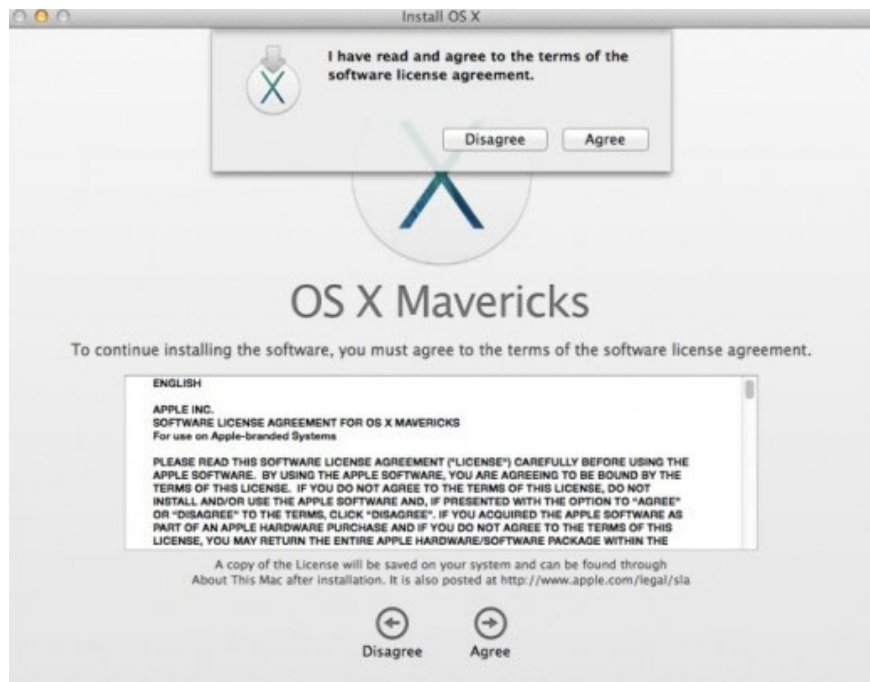 Install OS X
I have read and agree to the terms of the
software license agreement.
Disagree Agree
OS X Mavericks
To continue installing the software, you must agree to the terms of the software license agreement.
ENGLISH
APPLE INC.
SOFTWARE LICENSE AGREEMENT FOR OS X MAVERICKS
For use on Apple-branded Systems
PLEASE READ THIS SOFTWARE LICENSE AGREEMENT ("LICENSE") CAREFULLY BEFORE USING THE
APPLE SOFTWARE. BY USING THE APPLE SOFTWARE, YOU ARE AGREEING TO BE BOUND BY THE
TERMS OF THIS LICENSE. IF YOU DO NOT AGREE TO THE TERMS OF THIS LICENSE, DO NOT
INSTALL AND/OR USE THE APPLE SOFTWARE AND, IF PRESENTED WITH THE OPTION TO "AGREE"
OR "DISAGREE" TO THE TERMS, CLICK "DISAGREE". IF YOU ACQUIRED THE APPLE SOFTWARE AS
PART OF AN APPLE HARDWARE PURCHASE AND IF YOU DO NOT AGREE TO THE TERMS OF THIS
LICENSE, YOU MAY RETURN THE ENTIRE APPLE HARDWARE/SOFTWARE PACKAGE WITHIN THE
A copy of the License will be saved on your system and can be found through
About This Mac after installation. It is also posted at http://www.apple.com/legal/sla
Disagree Agree